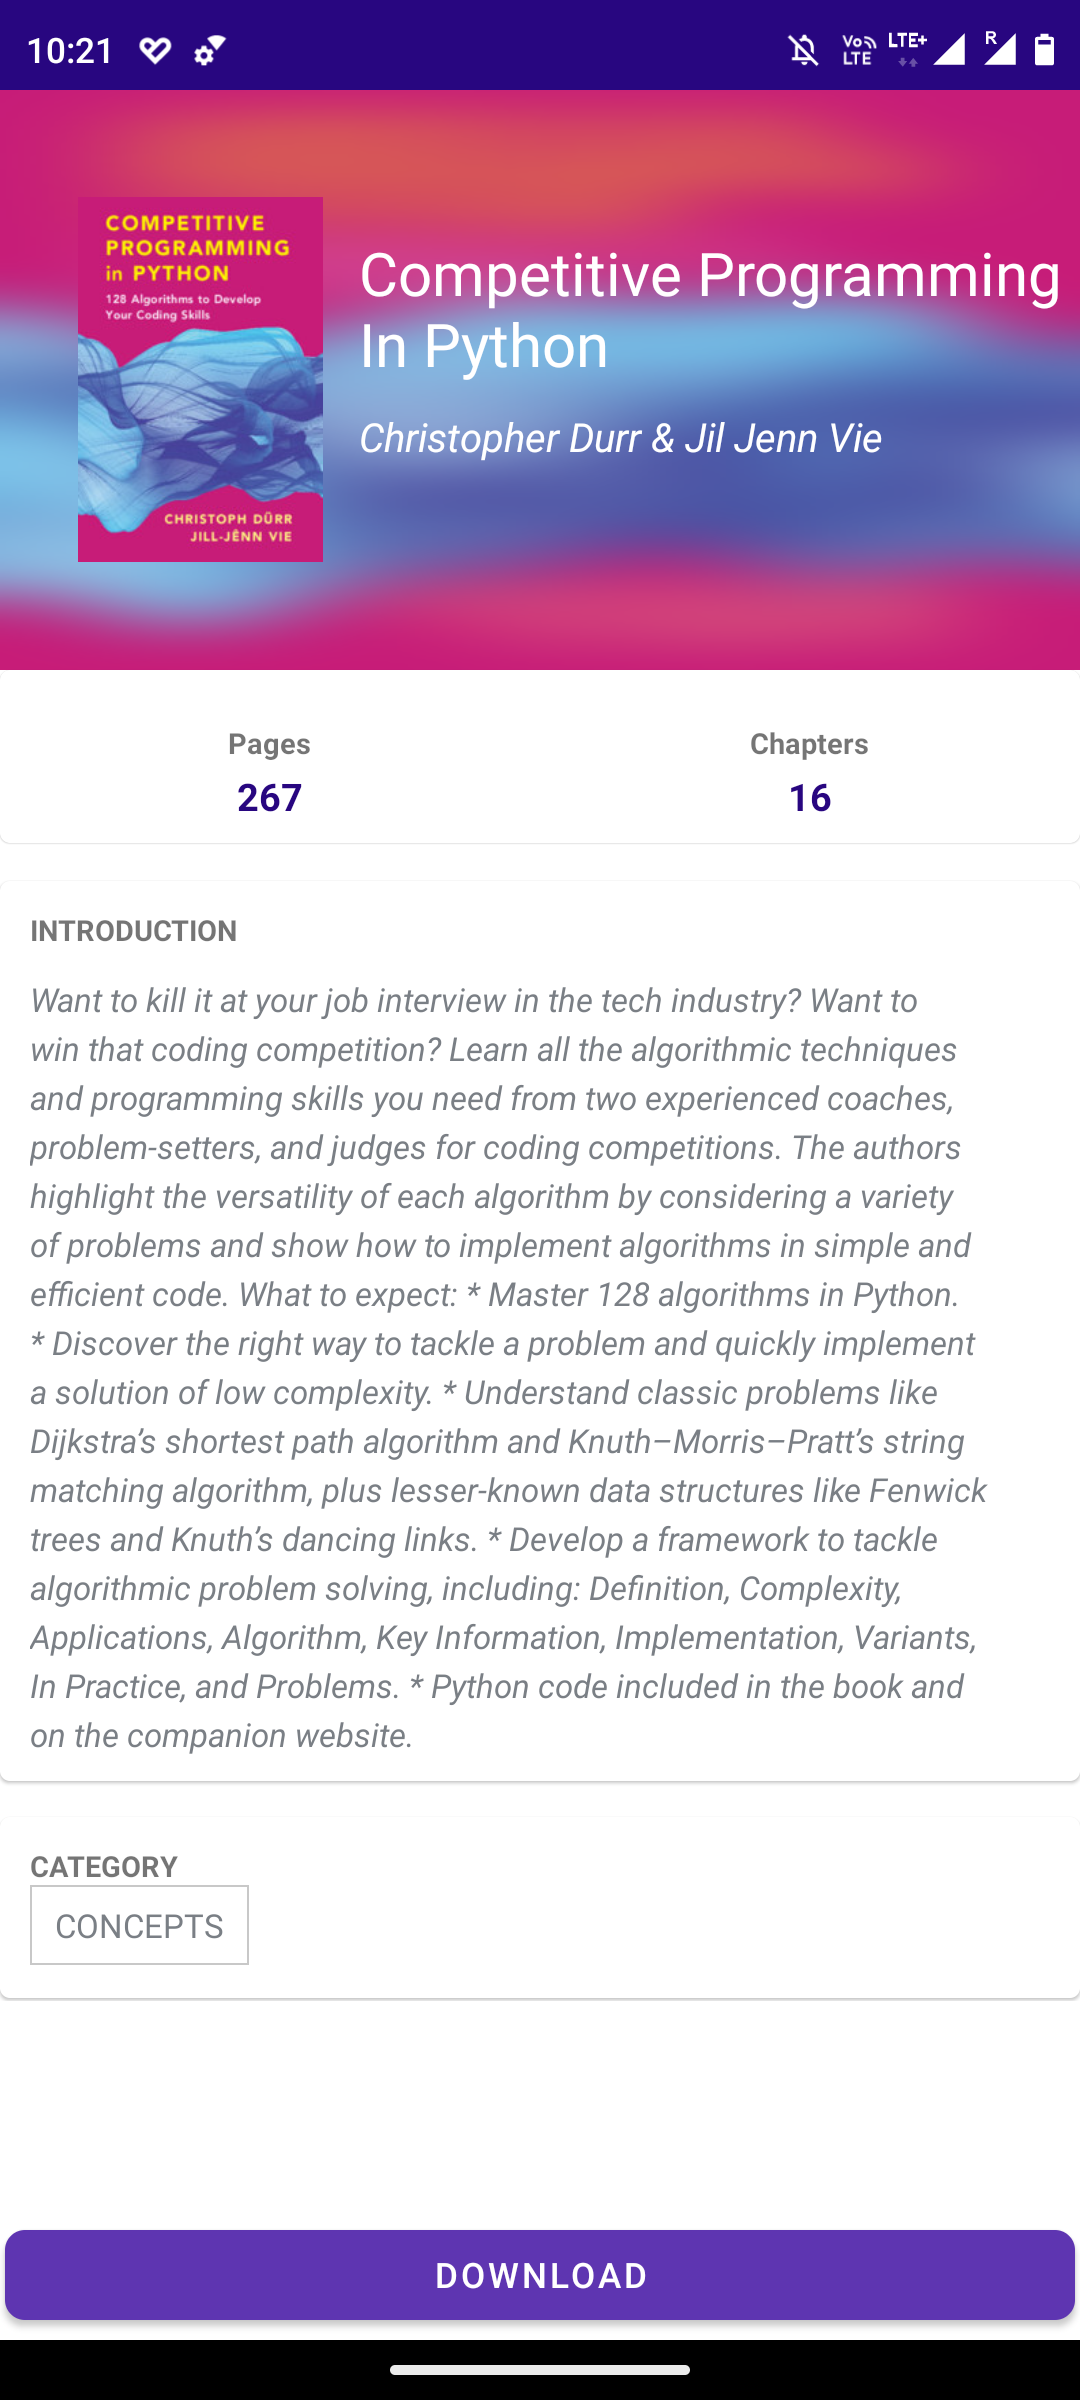 10:21
Vo LTE
LTE+
R
COMPETITIVE
PROGRAMMING
in PYTHON
128 Algorithms to Develop
Your Coding Skills
CHRISTOPH DÜRR
JILL-JÊNN VIE
Competitive Programming
In Python
Christopher Durr & Jil Jenn Vie
Pages
267
Chapters
16
INTRODUCTION
Want to kill it at your job interview in the tech industry? Want to
win that coding competition? Learn all the algorithmic techniques
and programming skills you need from two experienced coaches,
problem-setters, and judges for coding competitions. The authors
highlight the versatility of each algorithm by considering a variety
of problems and show how to implement algorithms in simple and
efficient code. What to expect: * Master 128 algorithms in Python.
* Discover the right way to tackle a problem and quickly implement
a solution of low complexity. * Understand classic problems like
Dijkstra’s shortest path algorithm and Knuth–Morris–Pratt’s string
matching algorithm, plus lesser-known data structures like Fenwick
trees and Knuth’s dancing links. * Develop a framework to tackle
algorithmic problem solving, including: Definition, Complexity,
Applications, Algorithm, Key Information, Implementation, Variants,
In Practice, and Problems. * Python code included in the book and
on the companion website.
CATEGORY
CONCEPTS
DOWNLOAD